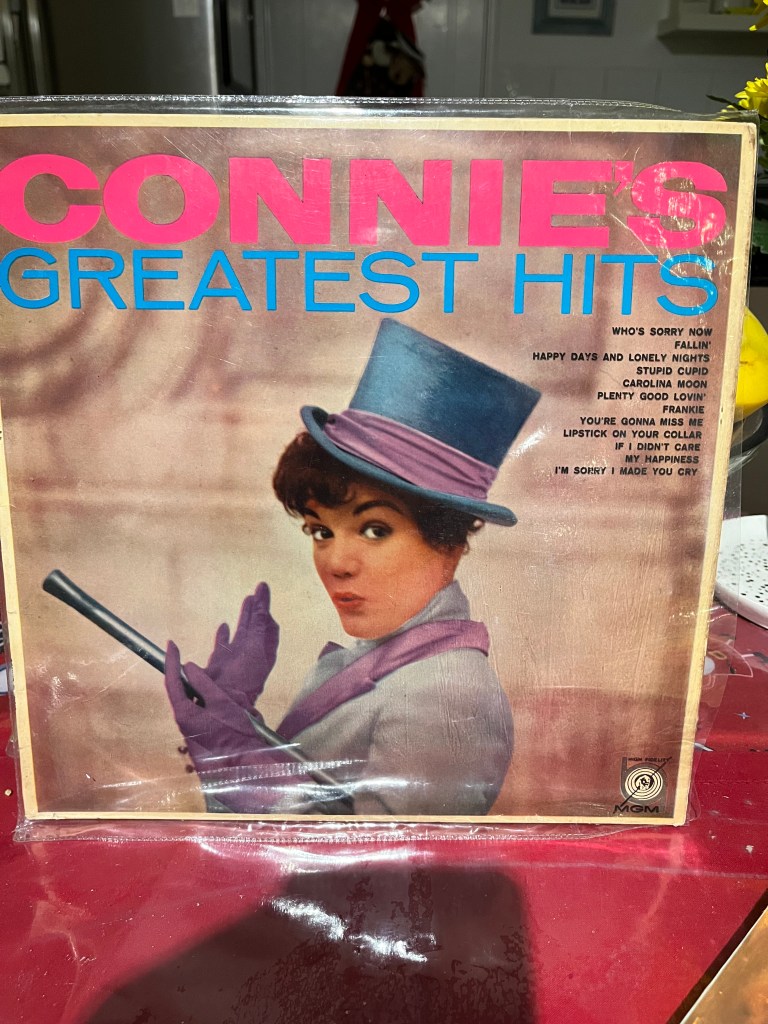 CONNIE'S
GREATEST HITS
WHO'S SORRY NOW
FALLIN'
HAPPY DAYS AND LONELY NIGHTS
STUPID CUPID
CAROLINA MOON
PLENTY GOOD LOVIN'
FRANKIE
YOU'RE GONNA MISS ME
LIPSTICK ON YOUR COLLAR
IF I DIDN'T CARE
MY HAPPINESS
I'M SORRY I MADE YOU CRY
HIGH FIDELITY
MGM